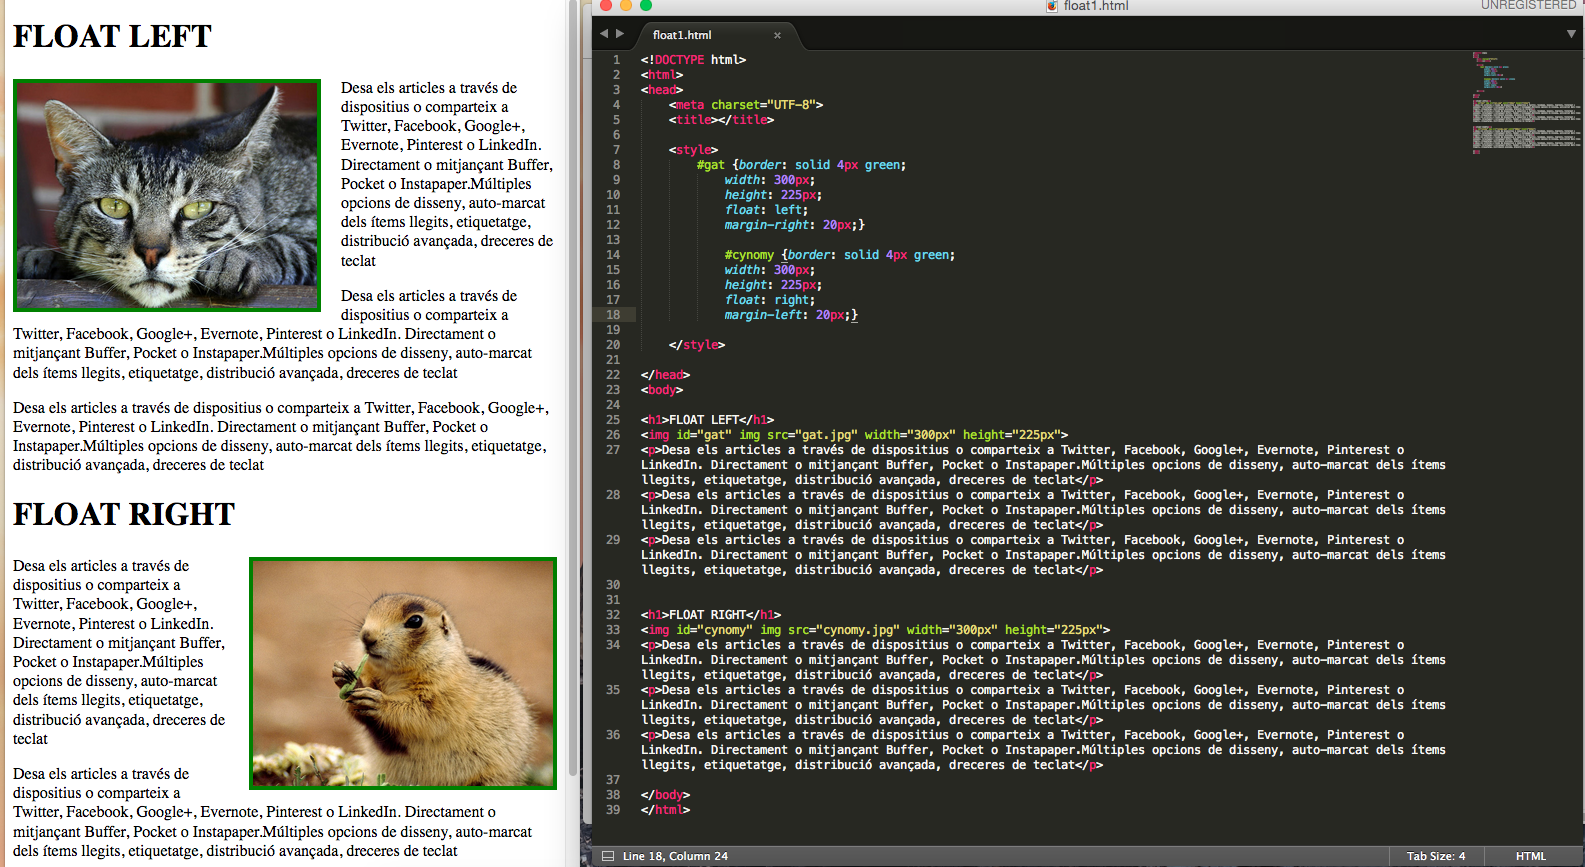 FLOAT LEFT
Desa els articles a través de
dispositius o comparteix a
Twitter, Facebook, Google+,
Evernote, Pinterest o LinkedIn.
Directament o mitjançant Buffer,
Pocket o Instapaper.Múltiples
opcions de disseny, auto-marcat
dels ítems llegits, etiquetatge,
distribució avançada, dreceres de
teclat
Desa els articles a través de
dispositius o comparteix a
Twitter, Facebook, Google+, Evernote, Pinterest o LinkedIn. Directament o
mitjançant Buffer, Pocket o Instapaper.Múltiples opcions de disseny, auto-marcat
dels ítems llegits, etiquetatge, distribució avançada, dreceres de teclat
Desa els articles a través de dispositius o comparteix a Twitter, Facebook, Google+,
Evernote, Pinterest o LinkedIn. Directament o mitjançant Buffer, Pocket o
Instapaper.Múltiples opcions de disseny, auto-marcat dels ítems llegits, etiquetatge,
distribució avançada, dreceres de teclat
FLOAT RIGHT
Desa els articles a través de
dispositius o comparteix a
Twitter, Facebook, Google+,
Evernote, Pinterest o LinkedIn.
Directament o mitjançant Buffer,
Pocket o Instapaper.Múltiples
opcions de disseny, auto-marcat
dels ítems llegits, etiquetatge,
distribució avançada, dreceres de
teclat
Desa els articles a través de
dispositius o comparteix a
Twitter, Facebook, Google+, Evernote, Pinterest o LinkedIn. Directament o
mitjançant Buffer, Pocket o Instapaper.Múltiples opcions de disseny, auto-marcat
dels ítems llegits, etiquetatge, distribució avançada, dreceres de teclat
float1.html
UNREGISTERED
float1.html ×
1 <!DOCTYPE html>
2 <html>
3 <head>
4 <meta charset="UTF-8">
5 <title></title>
6
7 <style>
8 #gat {border: solid 4px green;
9 width: 300px;
10 height: 225px;
11 float: left;
12 margin-right: 20px;}
13
14 #cynomy {border: solid 4px green;
15 width: 300px;
16 height: 225px;
17 float: right;
18 margin-left: 20px;}
19
20 </style>
21
22 </head>
23 <body>
24
25 <h1>FLOAT LEFT</h1>
26 <img id="gat" img src="gat.jpg" width="300px" height="225px">
27 <p>Desa els articles a través de dispositius o comparteix a Twitter, Facebook, Google+, Evernote, Pinterest o
LinkedIn. Directament o mitjançant Buffer, Pocket o Instapaper.Múltiples opcions de disseny, auto-marcat dels ítems
llegits, etiquetatge, distribució avançada, dreceres de teclat</p>
28 <p>Desa els articles a través de dispositius o comparteix a Twitter, Facebook, Google+, Evernote, Pinterest o
LinkedIn. Directament o mitjançant Buffer, Pocket o Instapaper.Múltiples opcions de disseny, auto-marcat dels ítems
llegits, etiquetatge, distribució avançada, dreceres de teclat</p>
29 <p>Desa els articles a través de dispositius o comparteix a Twitter, Facebook, Google+, Evernote, Pinterest o
LinkedIn. Directament o mitjançant Buffer, Pocket o Instapaper.Múltiples opcions de disseny, auto-marcat dels ítems
llegits, etiquetatge, distribució avançada, dreceres de teclat</p>
30
31
32 <h1>FLOAT RIGHT</h1>
33 <img id="cynomy" img src="cynomy.jpg" width="300px" height="225px">
34 <p>Desa els articles a través de dispositius o comparteix a Twitter, Facebook, Google+, Evernote, Pinterest o
LinkedIn. Directament o mitjançant Buffer, Pocket o Instapaper.Múltiples opcions de disseny, auto-marcat dels ítems
llegits, etiquetatge, distribució avançada, dreceres de teclat</p>
35 <p>Desa els articles a través de dispositius o comparteix a Twitter, Facebook, Google+, Evernote, Pinterest o
LinkedIn. Directament o mitjançant Buffer, Pocket o Instapaper.Múltiples opcions de disseny, auto-marcat dels ítems
llegits, etiquetatge, distribució avançada, dreceres de teclat</p>
36 <p>Desa els articles a través de dispositius o comparteix a Twitter, Facebook, Google+, Evernote, Pinterest o
LinkedIn. Directament o mitjançant Buffer, Pocket o Instapaper.Múltiples opcions de disseny, auto-marcat dels ítems
llegits, etiquetatge, distribució avançada, dreceres de teclat</p>
37
38 </body>
39 </html>
Line 18, Column 24
Tab Size: 4
HTML